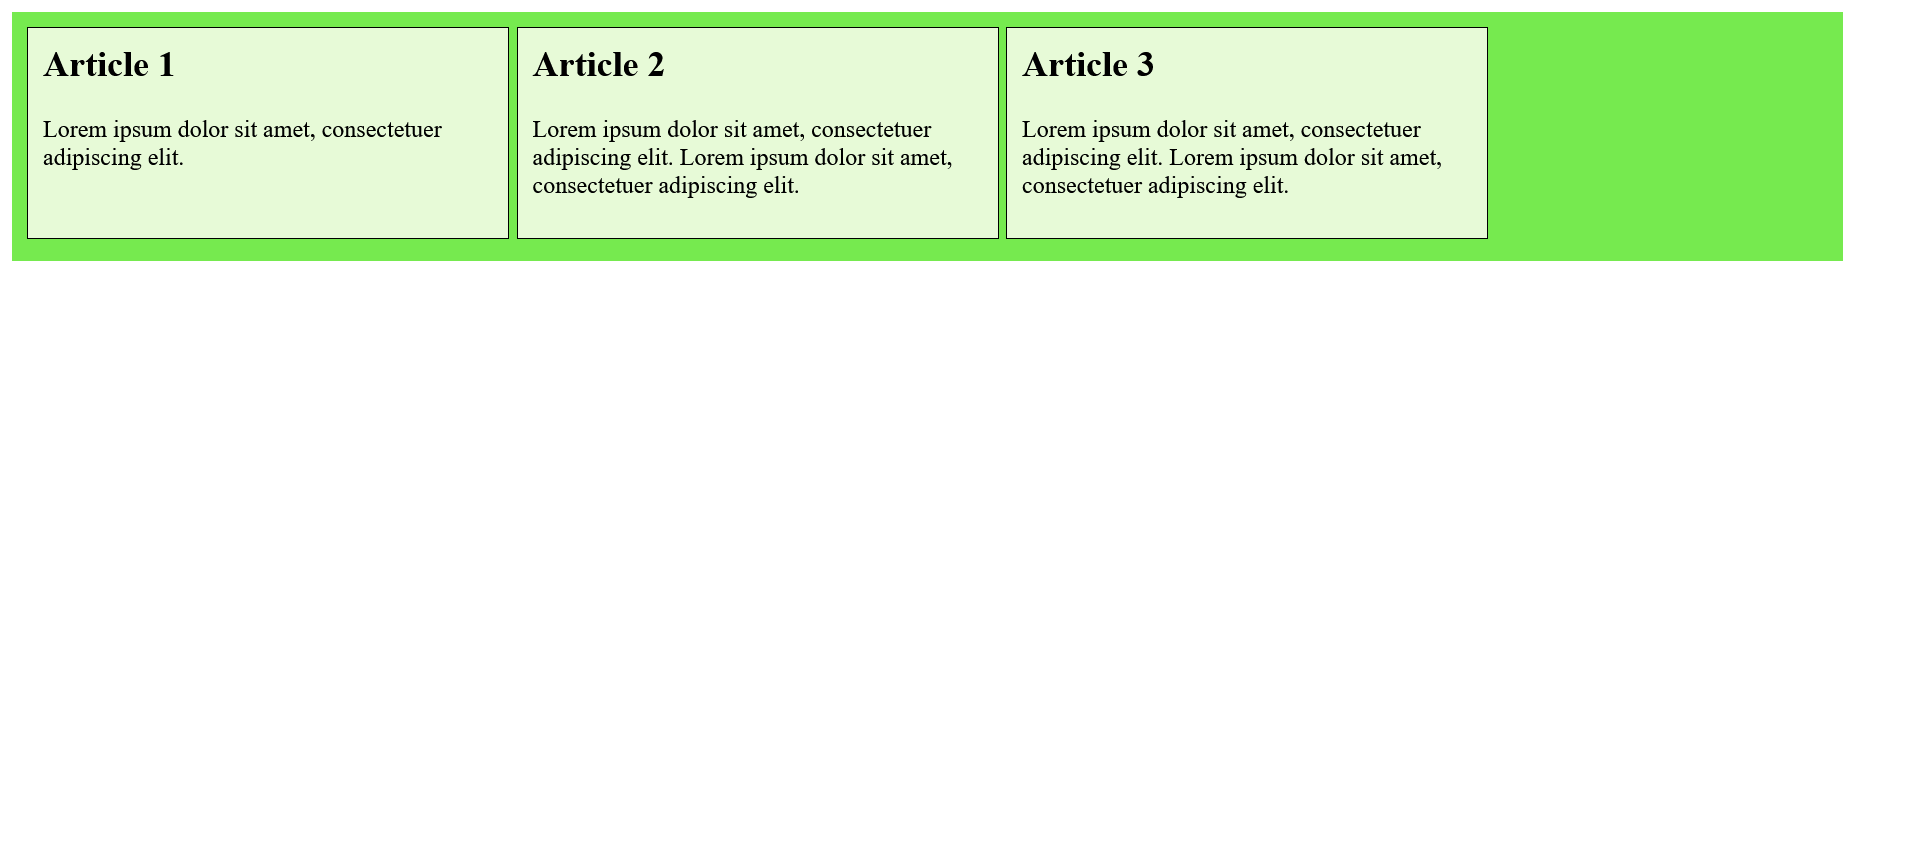 Article 1
Lorem ipsum dolor sit amet, consectetuer
adipiscing elit.
Article 2
Lorem ipsum dolor sit amet, consectetuer
adipiscing elit. Lorem ipsum dolor sit amet,
consectetuer adipiscing elit.
Article 3
Lorem ipsum dolor sit amet, consectetuer
adipiscing elit. Lorem ipsum dolor sit amet,
consectetuer adipiscing elit.